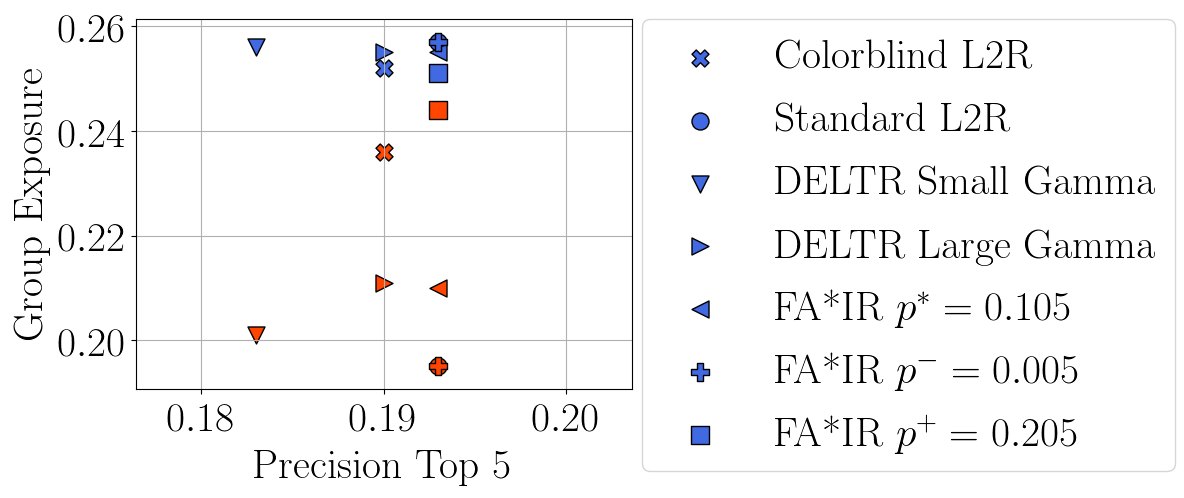 0.26
0.24
0.22
0.20
Group Exposure
0.18
0.19
0.20
Precision Top 5
Colorblind L2R
Standard L2R
DELTR Small Gamma
DELTR Large Gamma
FA*IR p* = 0.105
FA*IR p⁻ = 0.005
FA*IR p⁺ = 0.205